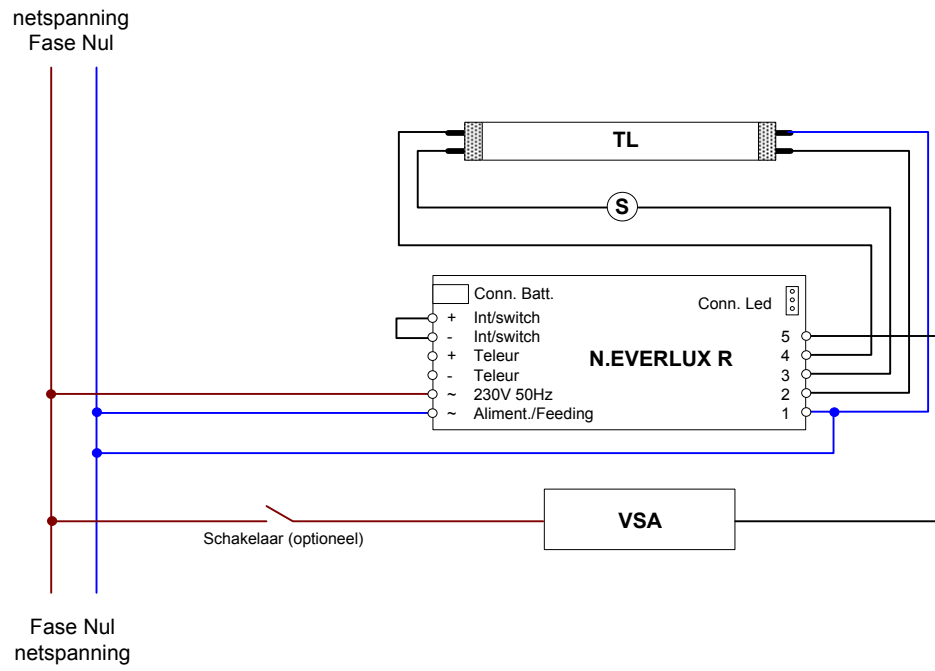 netspanning
Fase Nul
TL
S
Conn. Batt.
Conn. Led
+ Int/switch
- Int/switch
+ Teleur
- Teleur
~ 230V 50Hz
~ Aliment./Feeding
N.EVERLUX R
5
4
3
2
1
VSA
Schakelaar (optioneel)
Fase Nul
netspanning